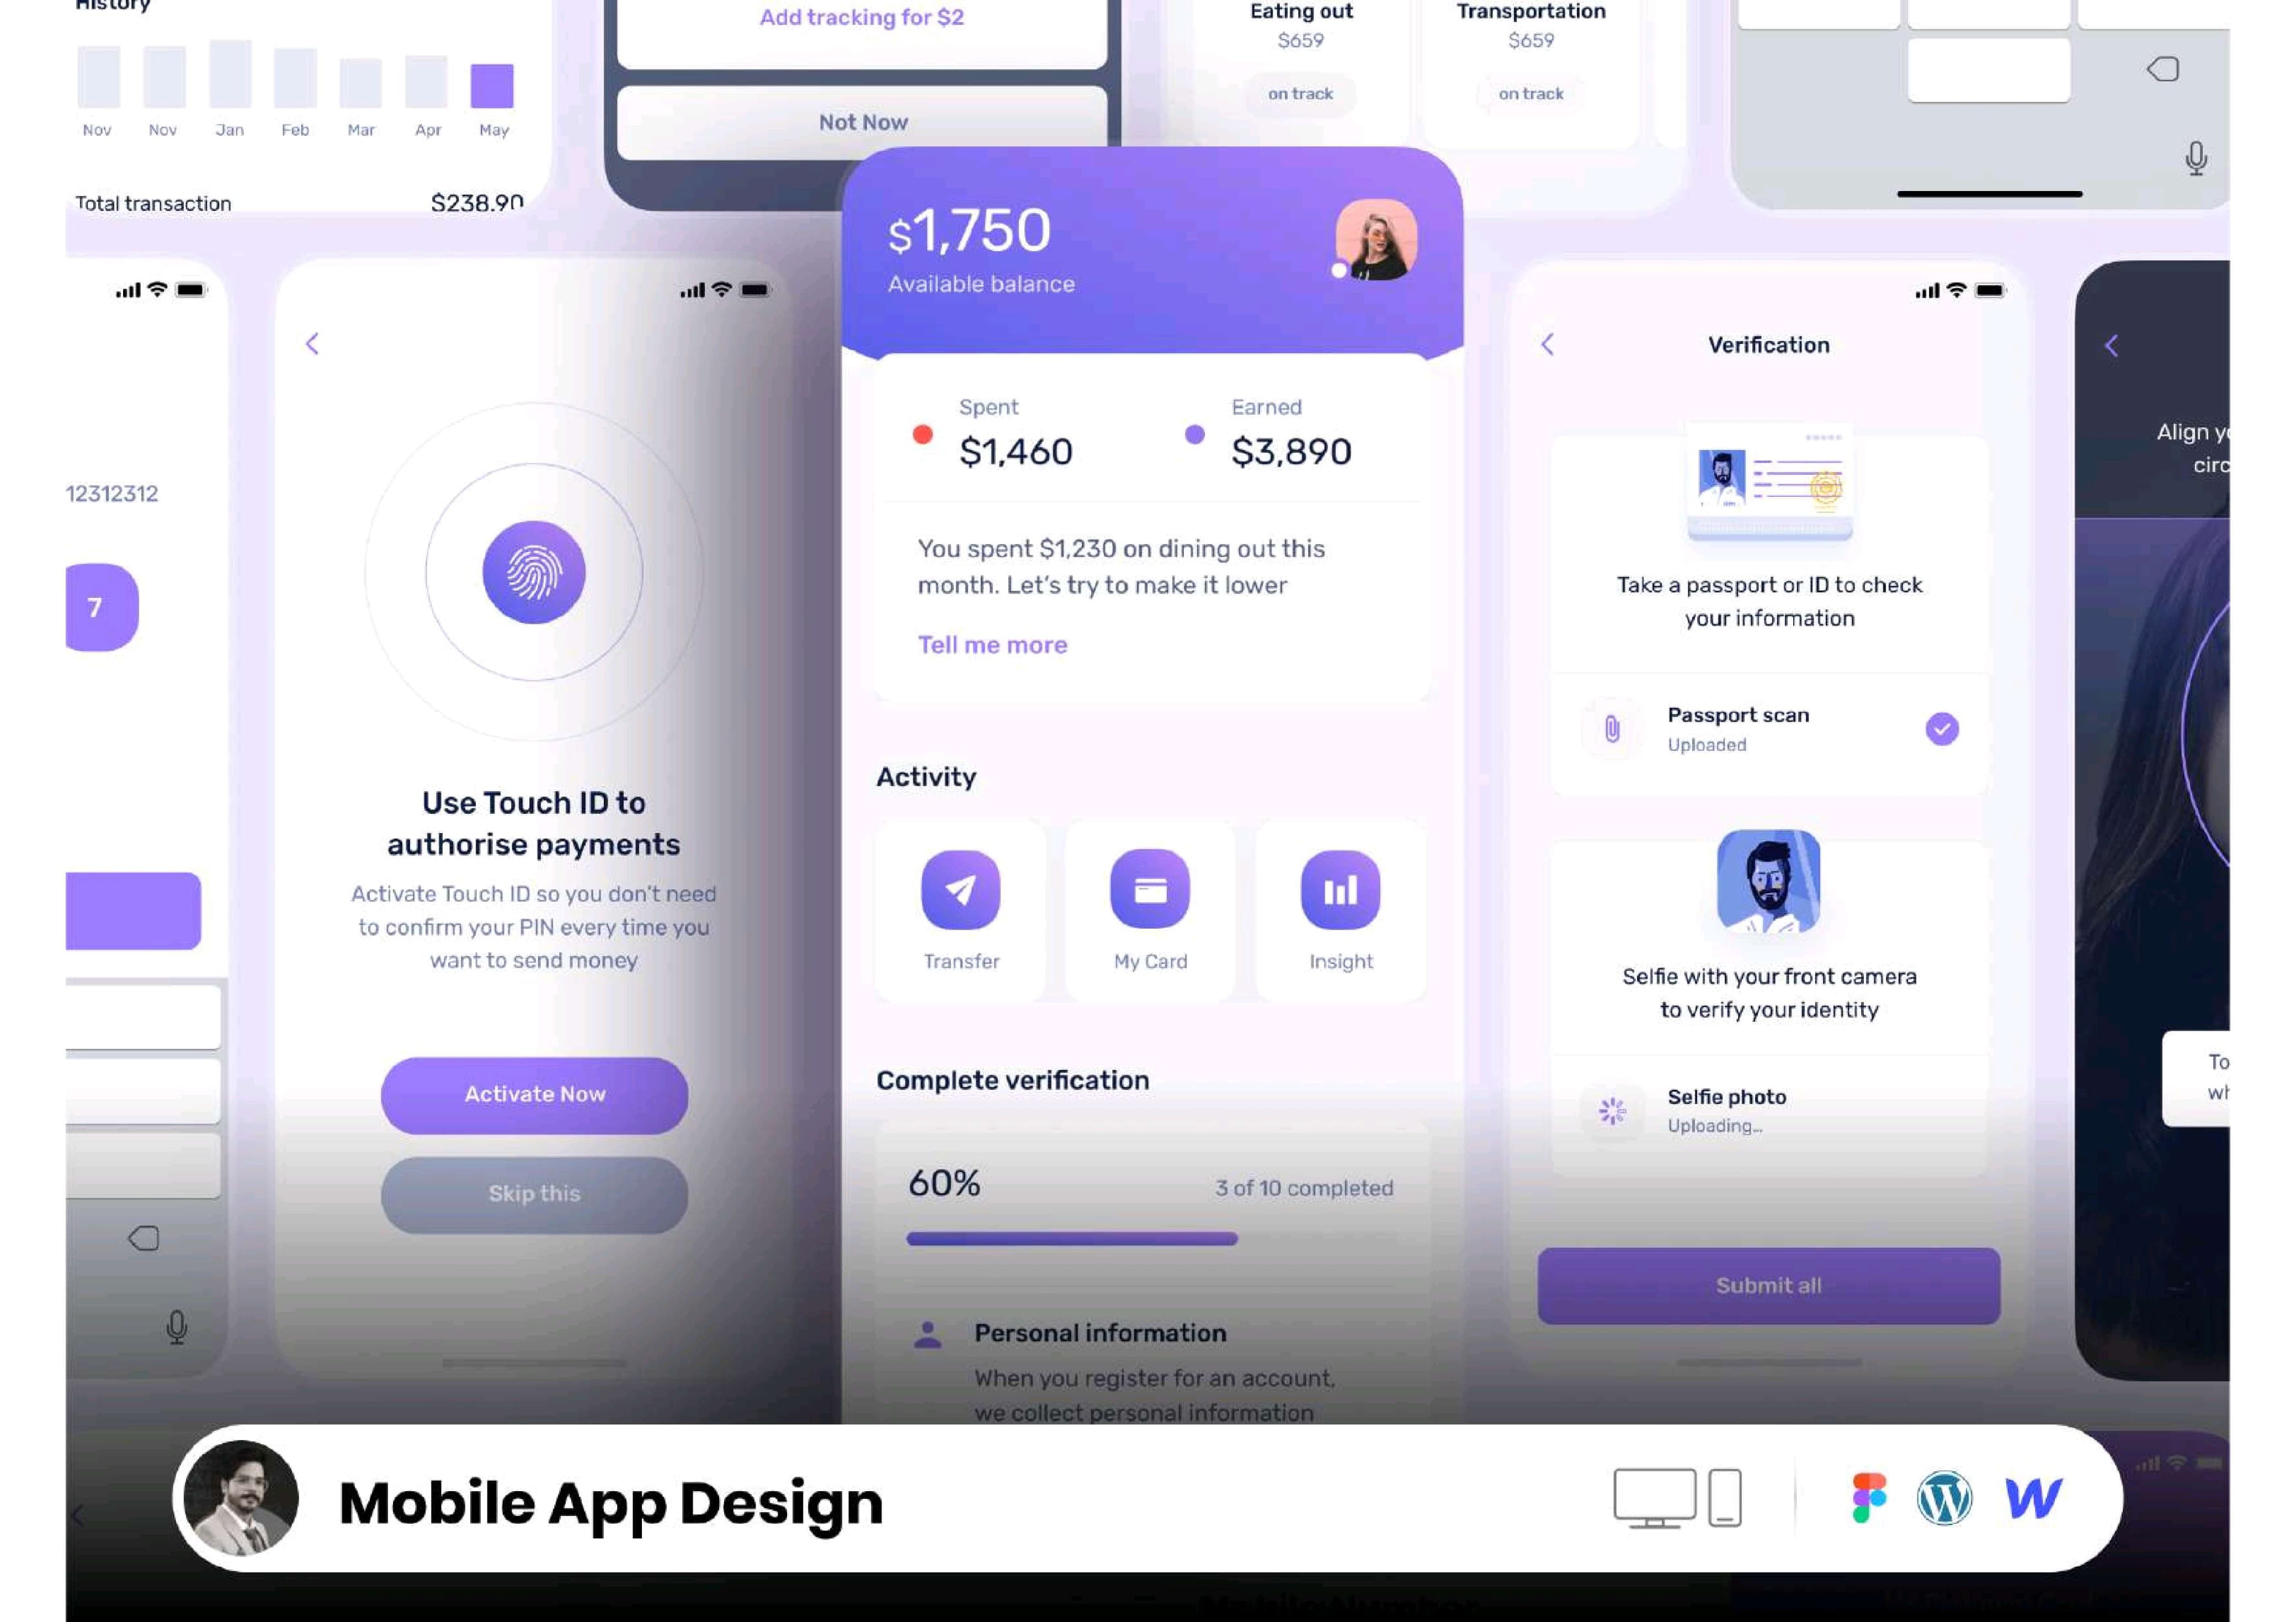 History
Nov Nov Jan Feb Mar Apr May
Total transaction $238.90
Add tracking for $2
Not Now
Eating out
$659
on track
Transportation
$659
on track
12312312
7
Use Touch ID to
authorise payments
Activate Touch ID so you don't need
to confirm your PIN every time you
want to send money
Activate Now
Skip this
$1,750
Available balance
Spent
$1,460
Earned
$3,890
You spent $1,230 on dining out this
month. Let's try to make it lower
Tell me more
Activity
Transfer
My Card
Insight
Complete verification
60%
3 of 10 completed
Personal information
When you register for an account,
we collect personal information
Verification
Take a passport or ID to check
your information
Passport scan
Uploaded
Selfie with your front camera
to verify your identity
Selfie photo
Uploading...
Submit all
Align
Mobile App Design